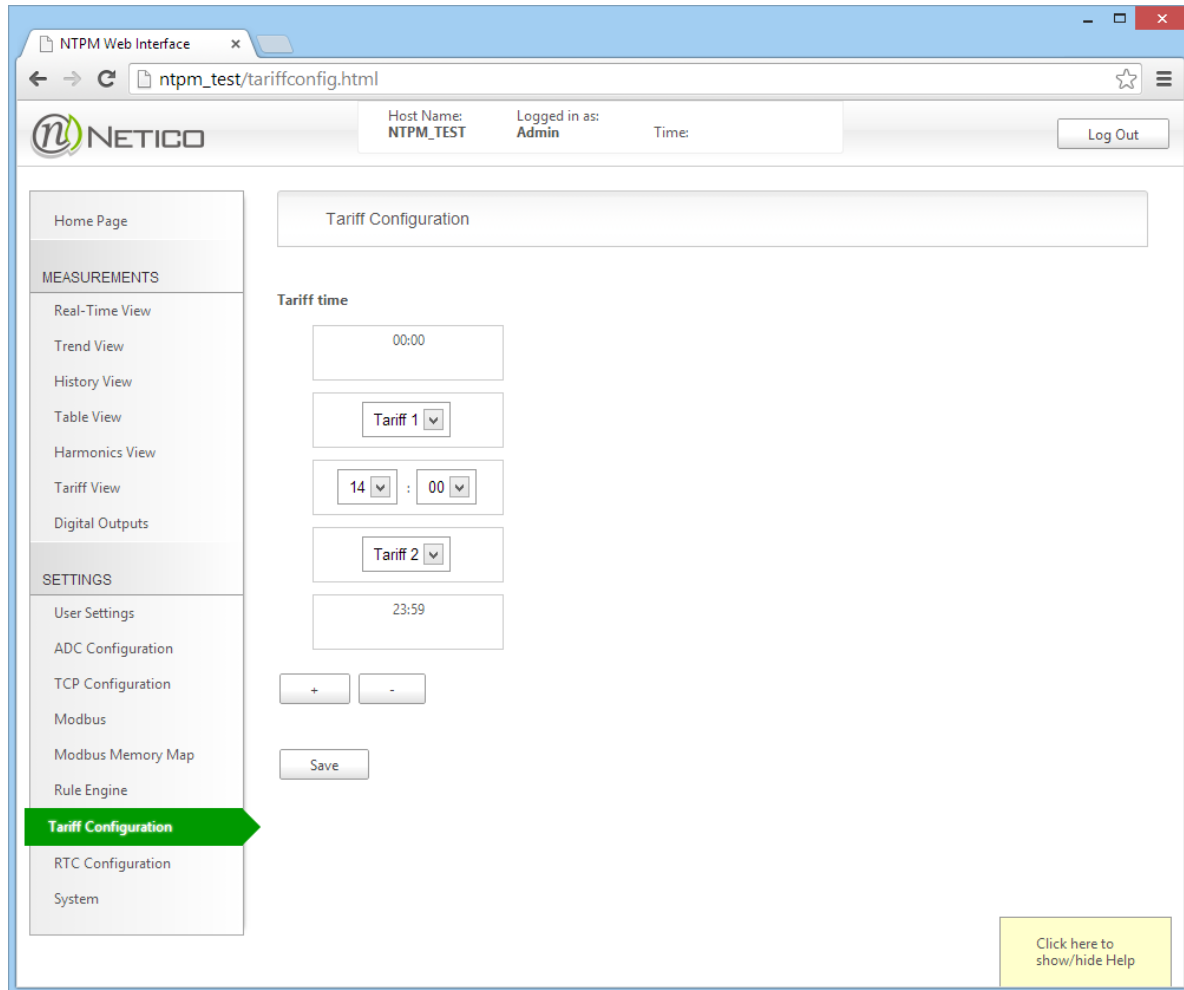 NTPM Web Interface
ntpm_test/tariffconfig.html
NETICO
Host Name:
NTPM_TEST
Logged in as:
Admin
Time:
Log Out
Home Page
MEASUREMENTS
Real-Time View
Trend View
History View
Table View
Harmonics View
Tariff View
Digital Outputs
SETTINGS
User Settings
ADC Configuration
TCP Configuration
Modbus
Modbus Memory Map
Rule Engine
Tariff Configuration
RTC Configuration
System
Tariff Configuration
Tariff time
00:00
Tariff 1
14 : 00
Tariff 2
23:59
+ -
Save
Click here to
show/hide Help